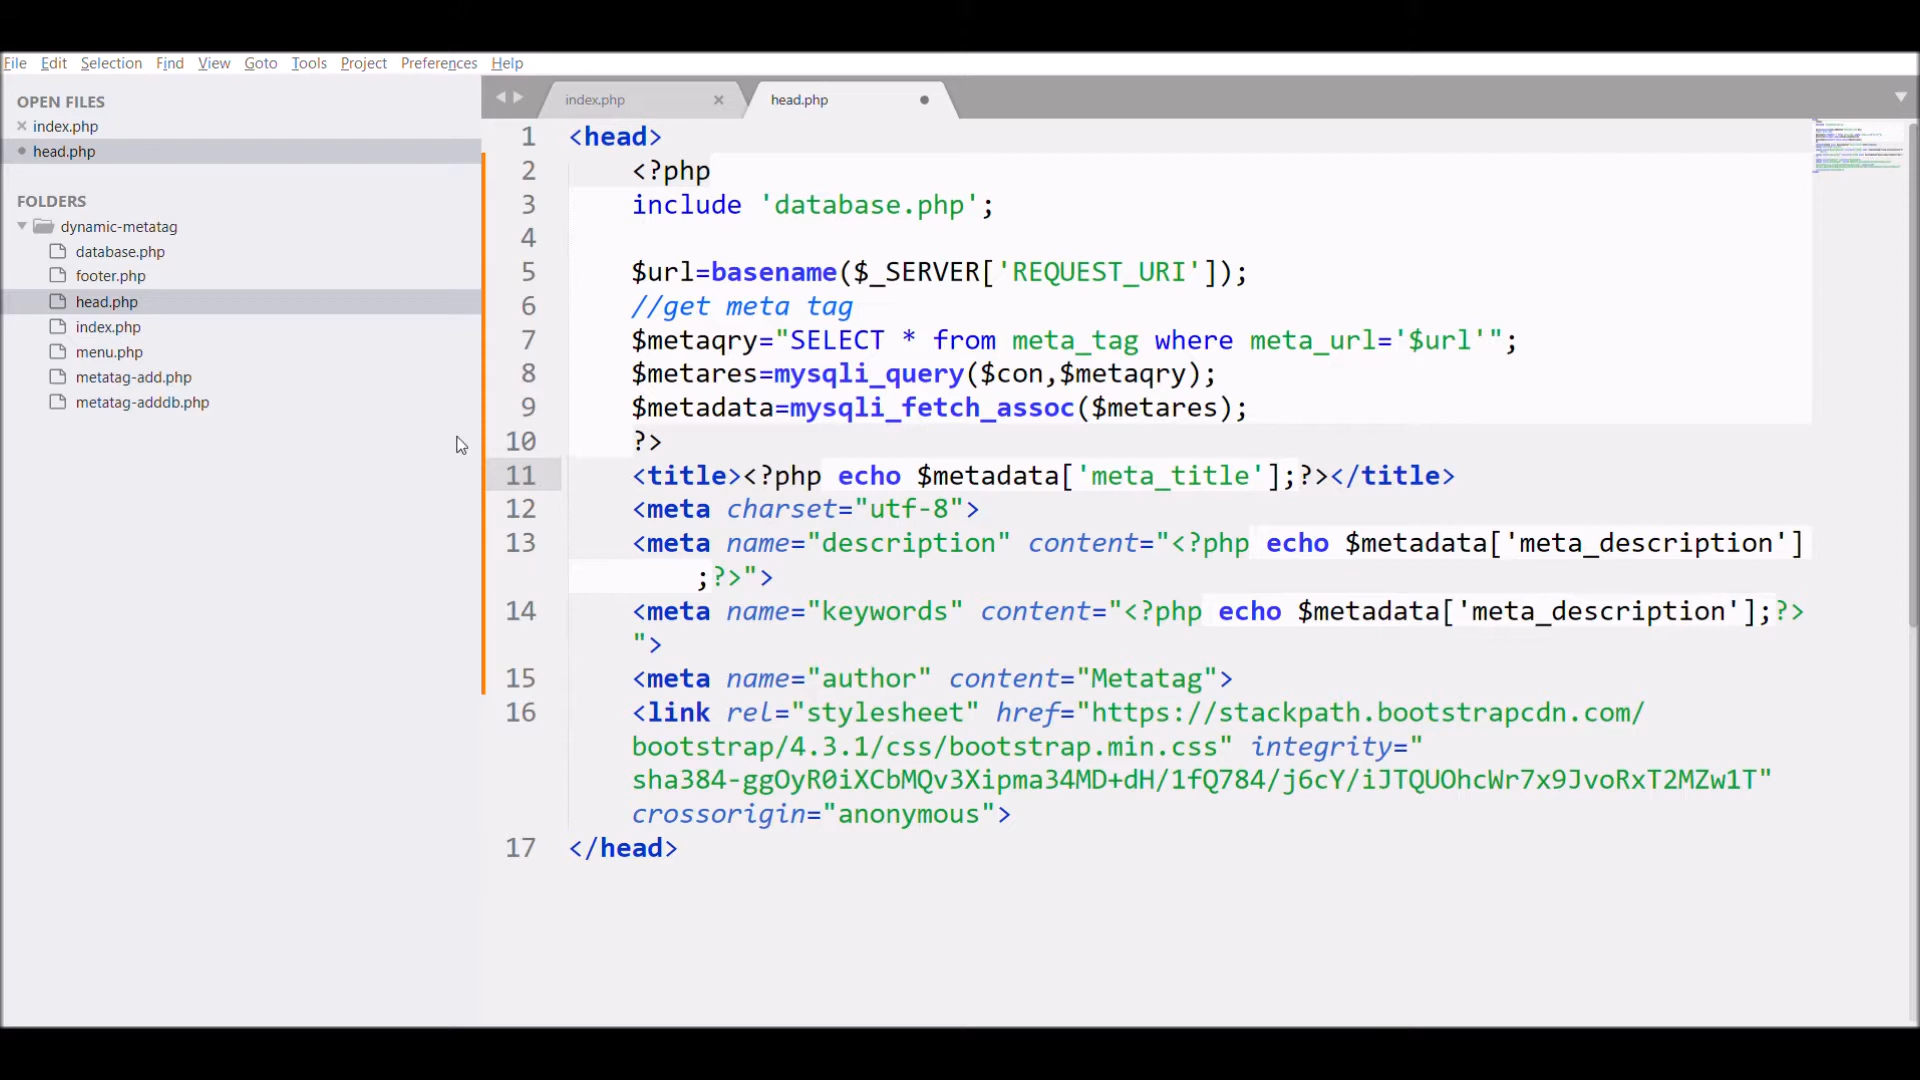 File Edit Selection Find View Goto Tools Project Preferences Help
OPEN FILES
index.php
head.php
FOLDERS
dynamic-metatag
database.php
footer.php
head.php
index.php
menu.php
metatag-add.php
metatag-adddb.php
index.php
head.php
1 <head>
2 <?php
3 include 'database.php';
4
5 $url=basename($_SERVER['REQUEST_URI']);
6 //get meta tag
7 $metaqry="SELECT * from meta_tag where meta_url='$url'";
8 $metares=mysqli_query($con,$metaqry);
9 $metadata=mysqli_fetch_assoc($metares);
10 ?>
11 <title><?php echo $metadata['meta_title'];?></title>
12 <meta charset="utf-8">
13 <meta name="description" content="<?php echo $metadata['meta_description']
;?>">
14 <meta name="keywords" content="<?php echo $metadata['meta_description'];?>
">
15 <meta name="author" content="Metatag">
16 <link rel="stylesheet" href="https://stackpath.bootstrapcdn.com/
bootstrap/4.3.1/css/bootstrap.min.css" integrity="
sha384-ggOyR0iXCbMQv3Xipma34MD+dH/1fQ784/j6cY/iJTQUOhcWr7x9JvoRxT2MZw1T"
crossorigin="anonymous">
17 </head>